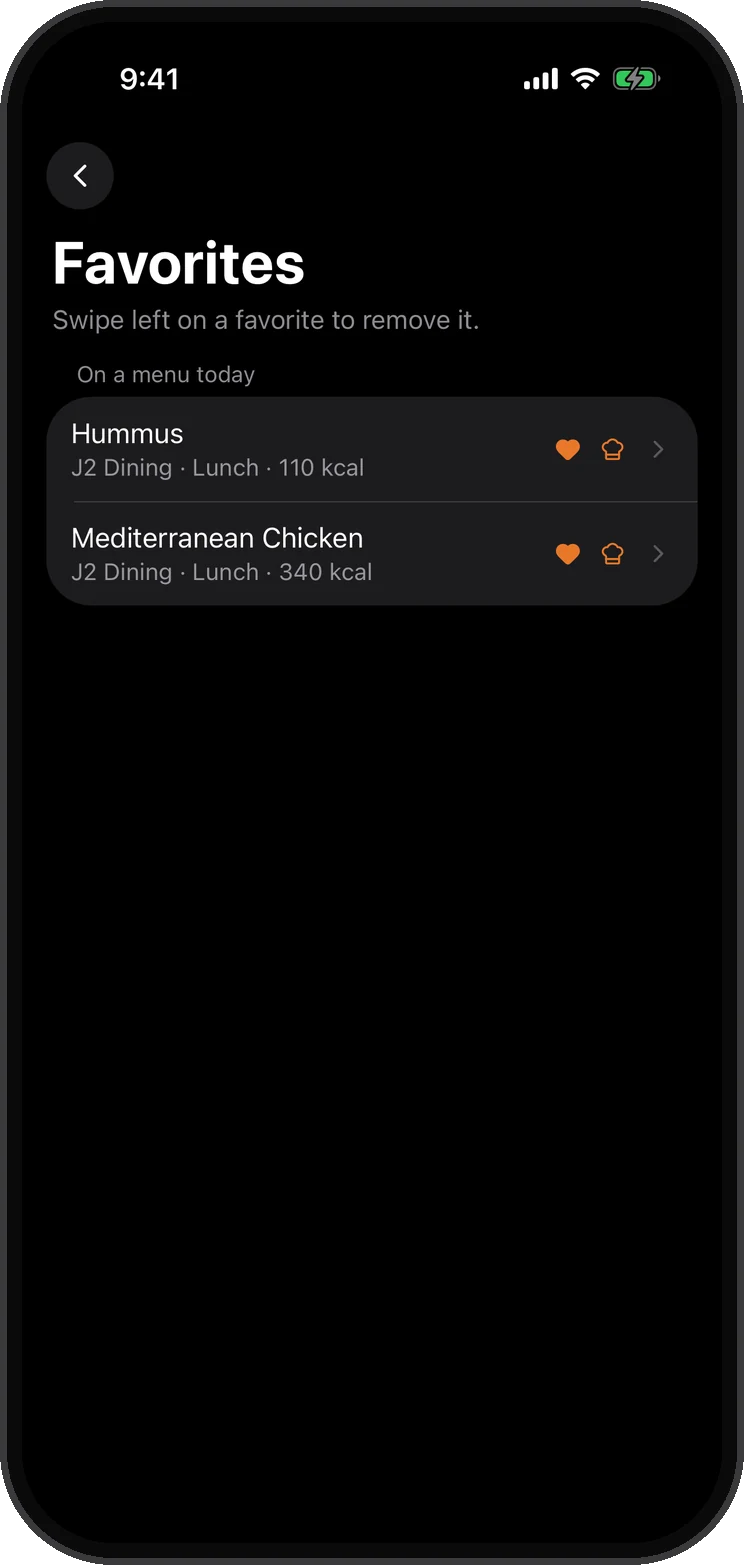 9:41
Favorites
Swipe left on a favorite to remove it.
On a menu today
Hummus
J2 Dining · Lunch · 110 kcal
Mediterranean Chicken
J2 Dining · Lunch · 340 kcal